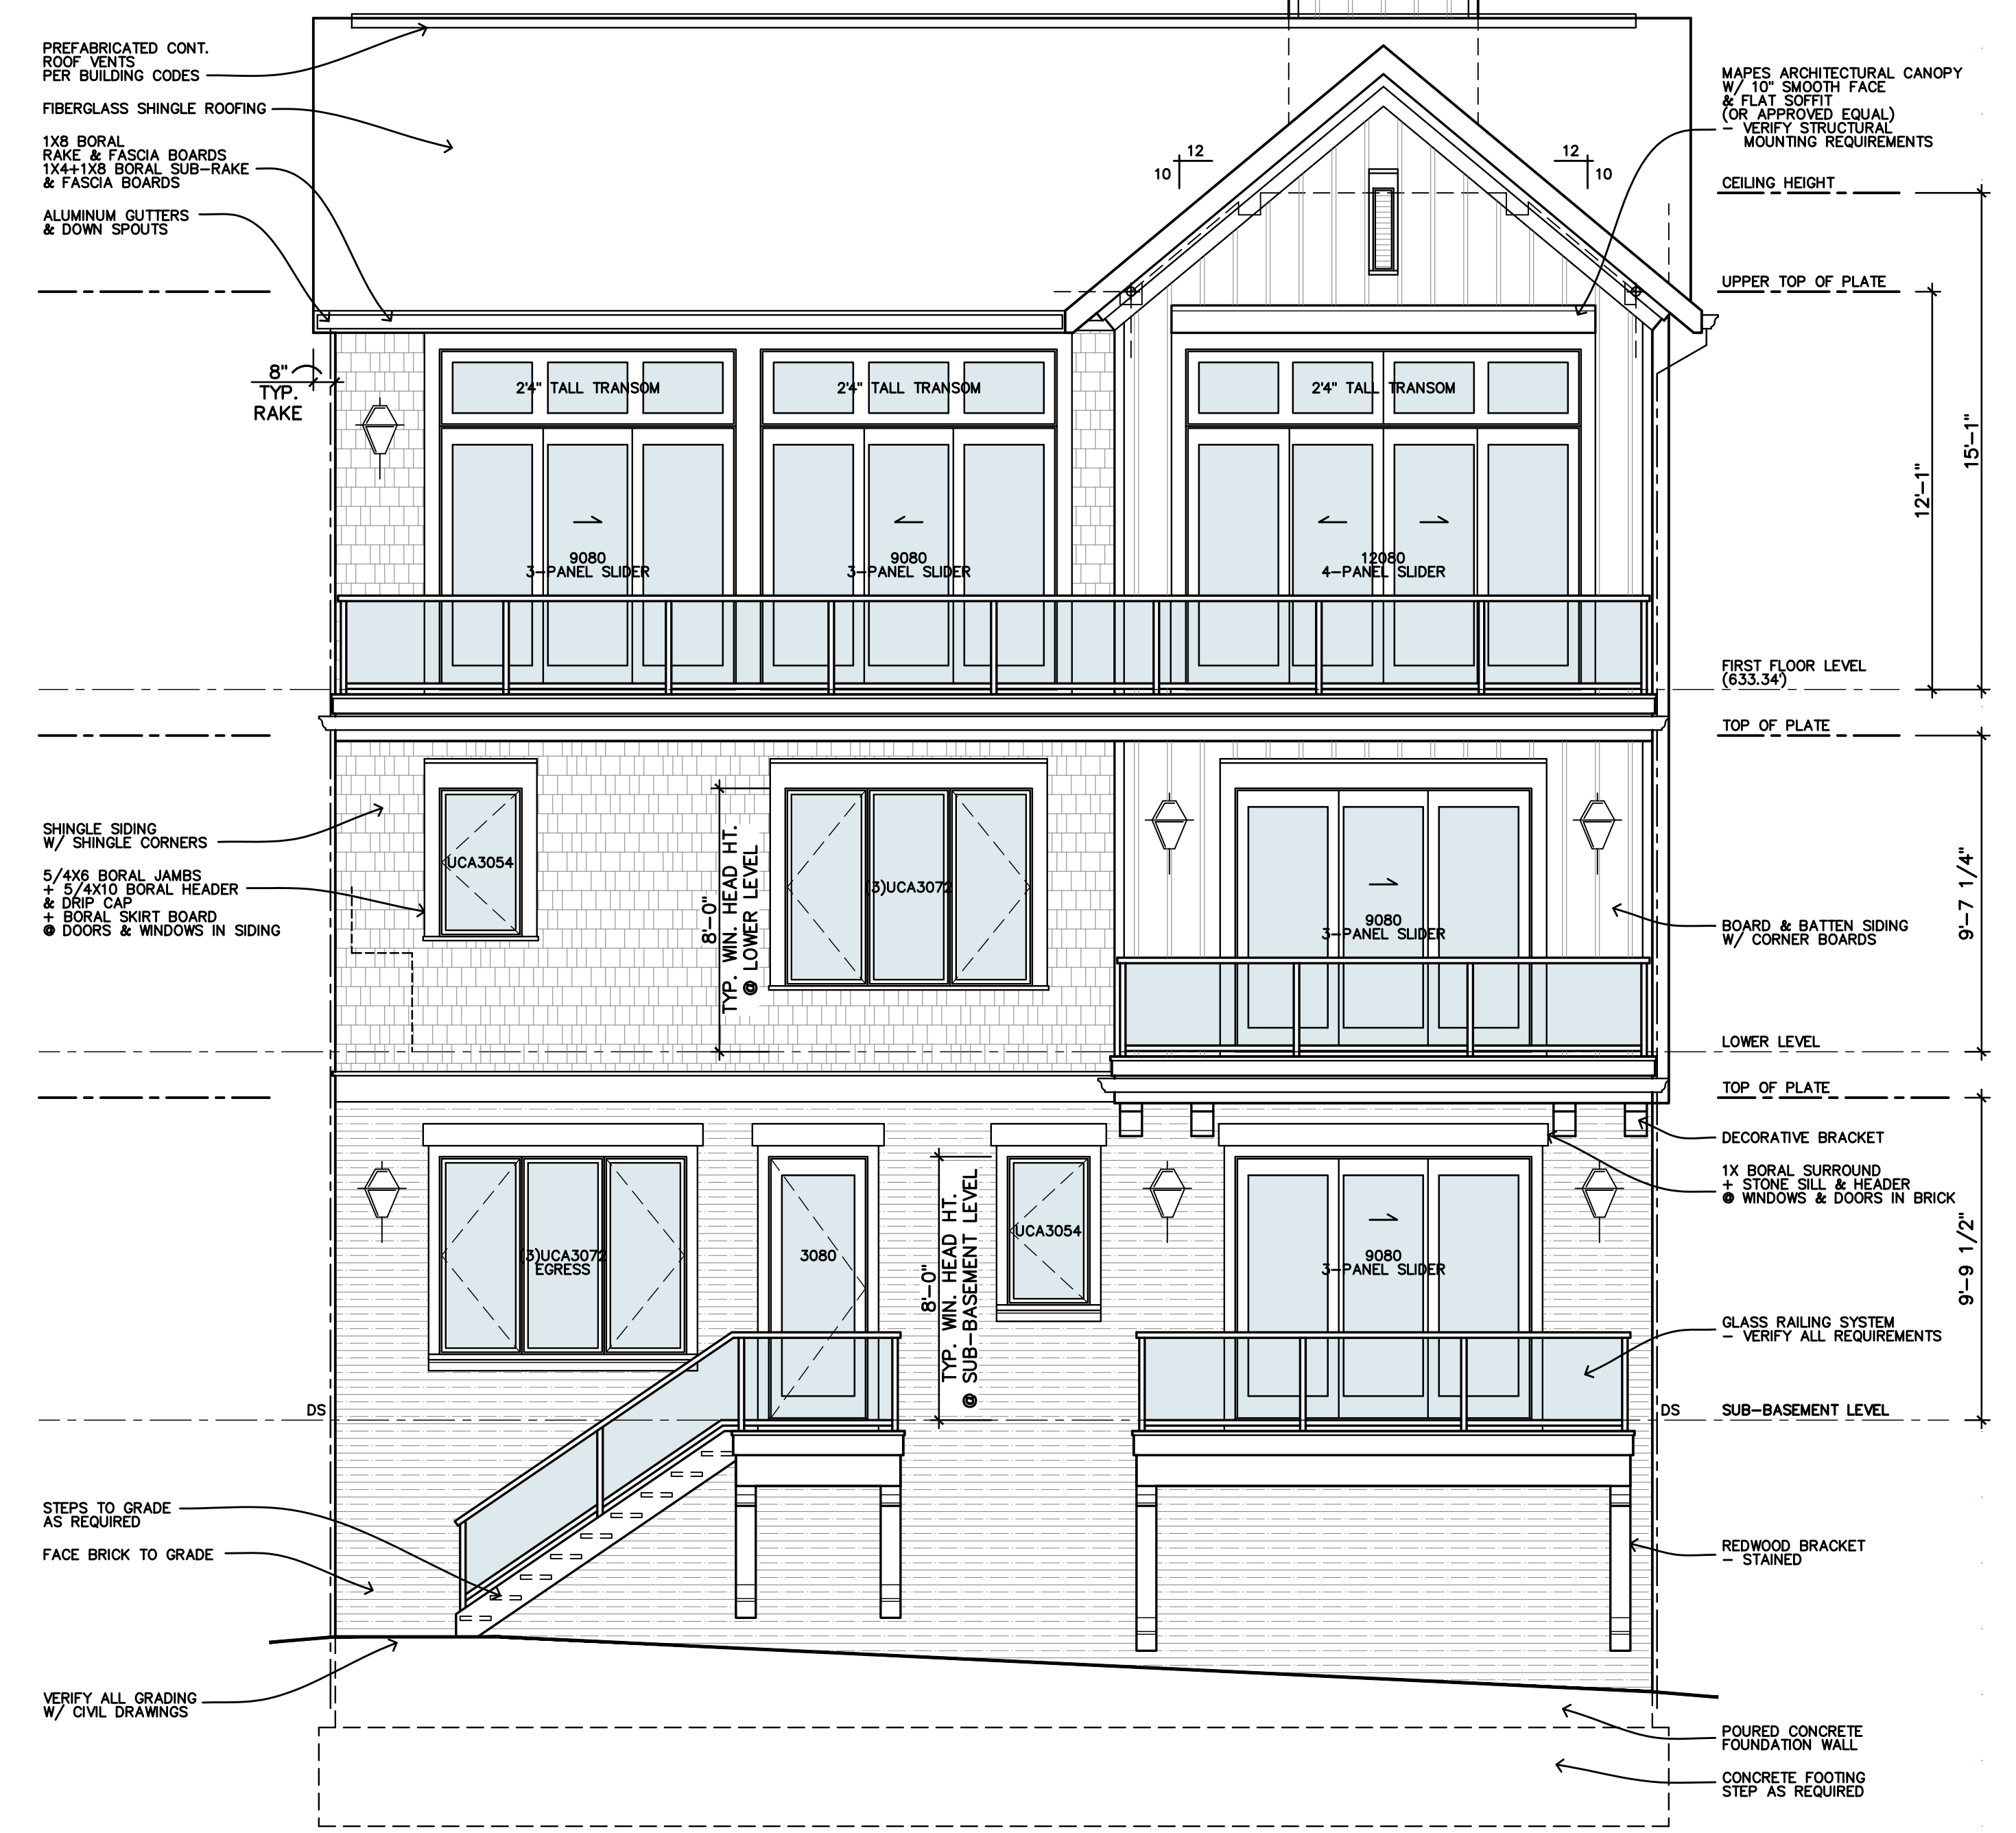 PREFABRICATED CONT.
ROOF VENTS
PER BUILDING CODES
FIBERGLASS SHINGLE ROOFING
1X8 BORAL
RAKE & FASCIA BOARDS
1X4+1X8 BORAL SUB-RAKE
& FASCIA BOARDS
ALUMINUM GUTTERS
& DOWN SPOUTS
8"
TYP.
RAKE
12
10
12
10
MAPES ARCHITECTURAL CANOPY
W/ 10" SMOOTH FACE
& FLAT SOFFIT
(OR APPROVED EQUAL)
- VERIFY STRUCTURAL
MOUNTING REQUIREMENTS
CEILING HEIGHT
UPPER TOP OF PLATE
2'4" TALL TRANSOM
2'4" TALL TRANSOM
2'4" TALL TRANSOM
9080
3-PANEL SLIDER
9080
3-PANEL SLIDER
12080
4-PANEL SLIDER
12'-1"
15'-1"
FIRST FLOOR LEVEL
(633.34')
TOP OF PLATE
SHINGLE SIDING
W/ SHINGLE CORNERS
5/4X6 BORAL JAMBS
+ 5/4X10 BORAL HEADER
& DRIP CAP
+ BORAL SKIRT BOARD
@ DOORS & WINDOWS IN SIDING
UCA3054
8'-0"
TYP. WIN. HEAD HT.
@ LOWER LEVEL
(3)UCA3072
9080
3-PANEL SLIDER
BOARD & BATTEN SIDING
W/ CORNER BOARDS
9'-7 1/4"
LOWER LEVEL
TOP OF PLATE
DECORATIVE BRACKET
1X BORAL SURROUND
+ STONE SILL & HEADER
@ WINDOWS & DOORS IN BRICK
(3)UCA3072
EGRESS
3080
8'-0"
TYP. WIN. HEAD HT.
@ SUB-BASEMENT LEVEL
UCA3054
9080
3-PANEL SLIDER
9'-9 1/2"
GLASS RAILING SYSTEM
- VERIFY ALL REQUIREMENTS
DS
DS
SUB-BASEMENT LEVEL
STEPS TO GRADE
AS REQUIRED
FACE BRICK TO GRADE
REDWOOD BRACKET
- STAINED
VERIFY ALL GRADING
W/ CIVIL DRAWINGS
POURED CONCRETE
FOUNDATION WALL
CONCRETE FOOTING
STEP AS REQUIRED